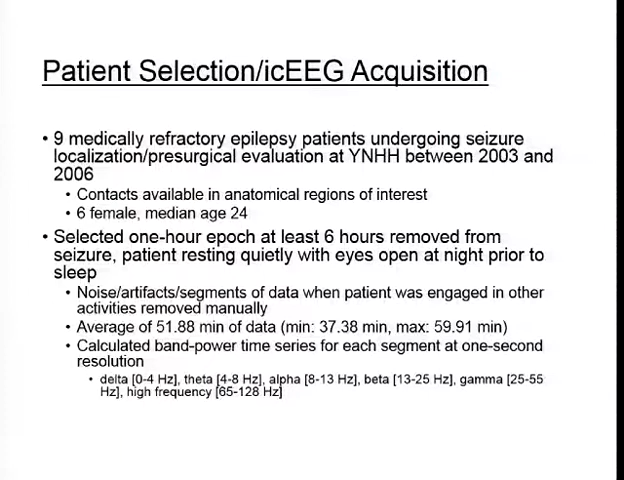 Patient Selection/icEEG Acquisition
• 9 medically refractory epilepsy patients undergoing seizure
localization/presurgical evaluation at YNHH between 2003 and
2006
• Contacts available in anatomical regions of interest
• 6 female, median age 24
• Selected one-hour epoch at least 6 hours removed from
seizure, patient resting quietly with eyes open at night prior to
sleep
• Noise/artifacts/segments of data when patient was engaged in other
activities removed manually
• Average of 51.88 min of data (min: 37.38 min, max: 59.91 min)
• Calculated band-power time series for each segment at one-second
resolution
• delta [0-4 Hz], theta [4-8 Hz], alpha [8-13 Hz], beta [13-25 Hz], gamma [25-55
Hz], high frequency [65-128 Hz]